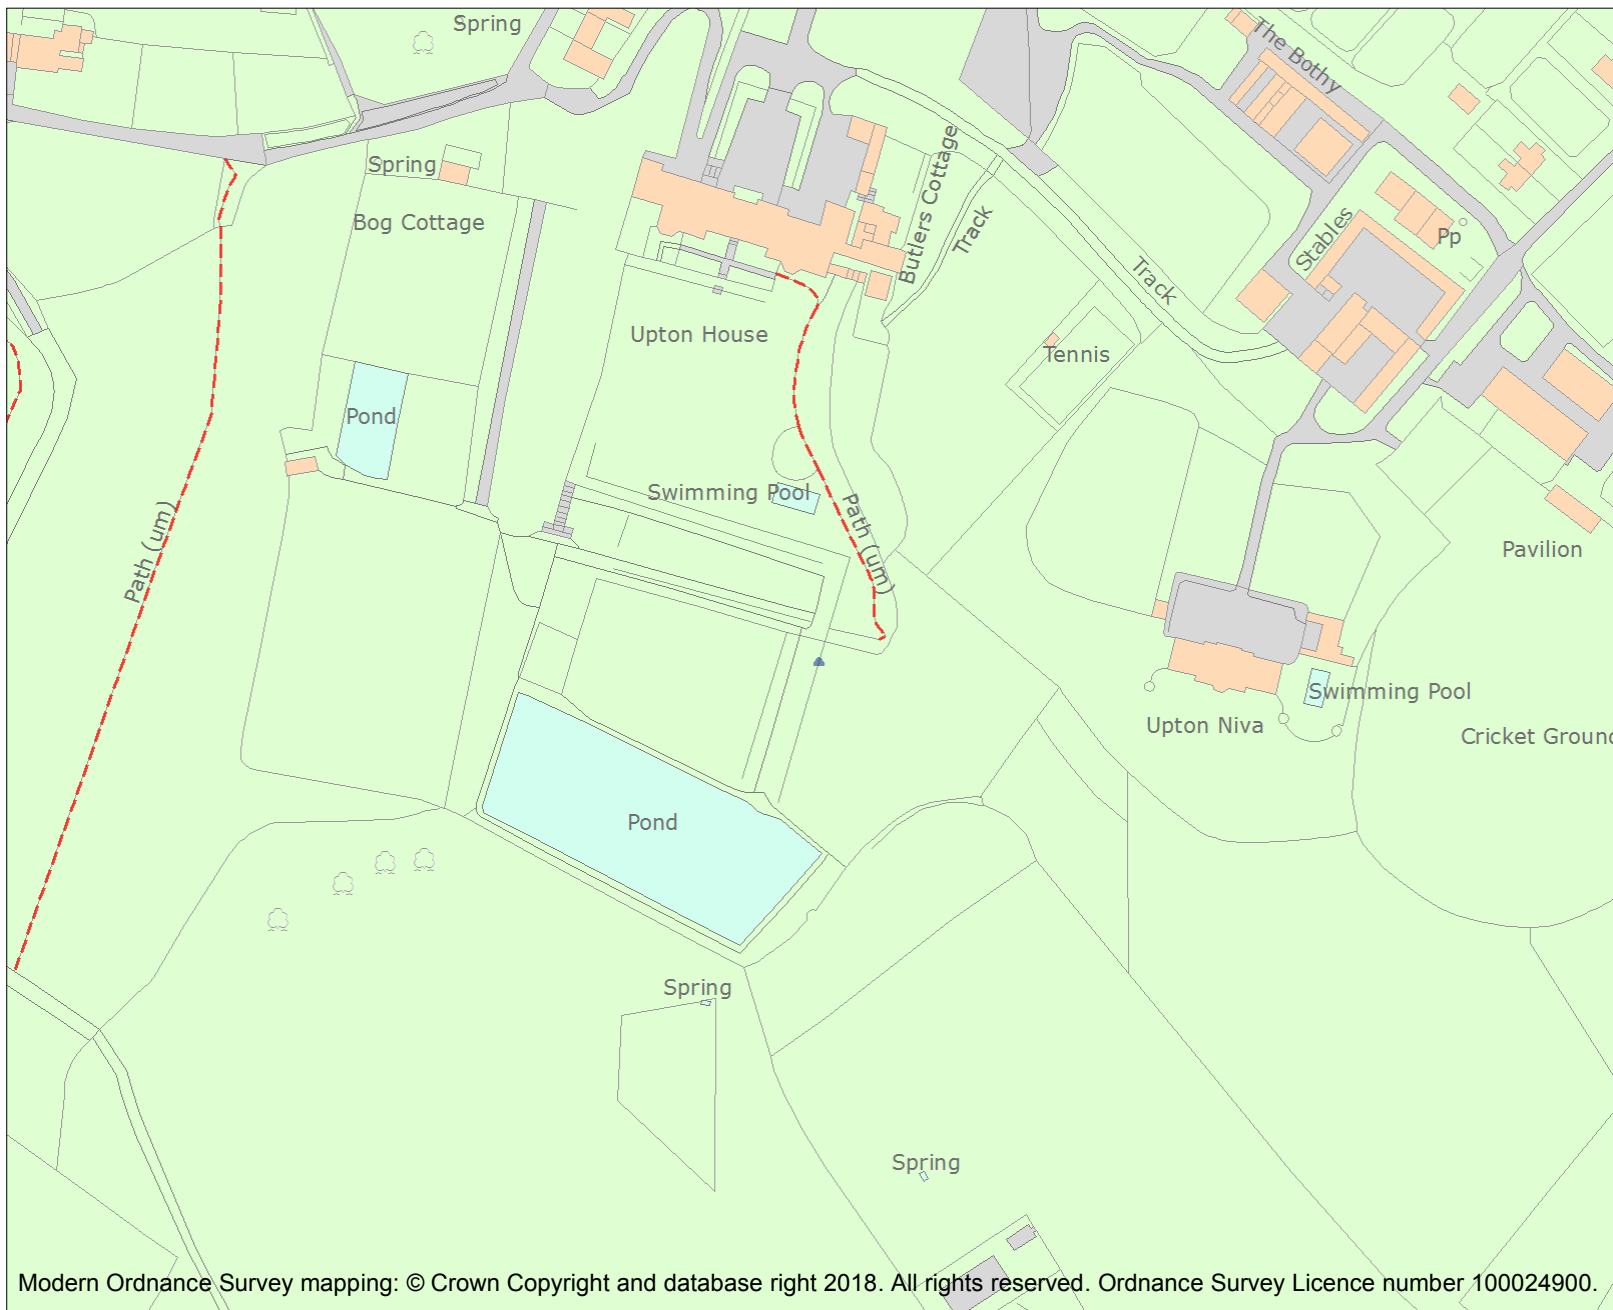 Spring
The Bothy
Spring
Butlers Cottage
Bog Cottage
Track
Stables
Pp
Track
Upton House
Tennis
Pond
Swimming Pool
Path (um)
Path (um)
Pavilion
Swimming Pool
Upton Niva
Cricket Groun
Pond
Spring
Spring
Modern Ordnance Survey mapping: © Crown Copyright and database right 2018. All rights reserved. Ordnance Survey Licence number 100024900.